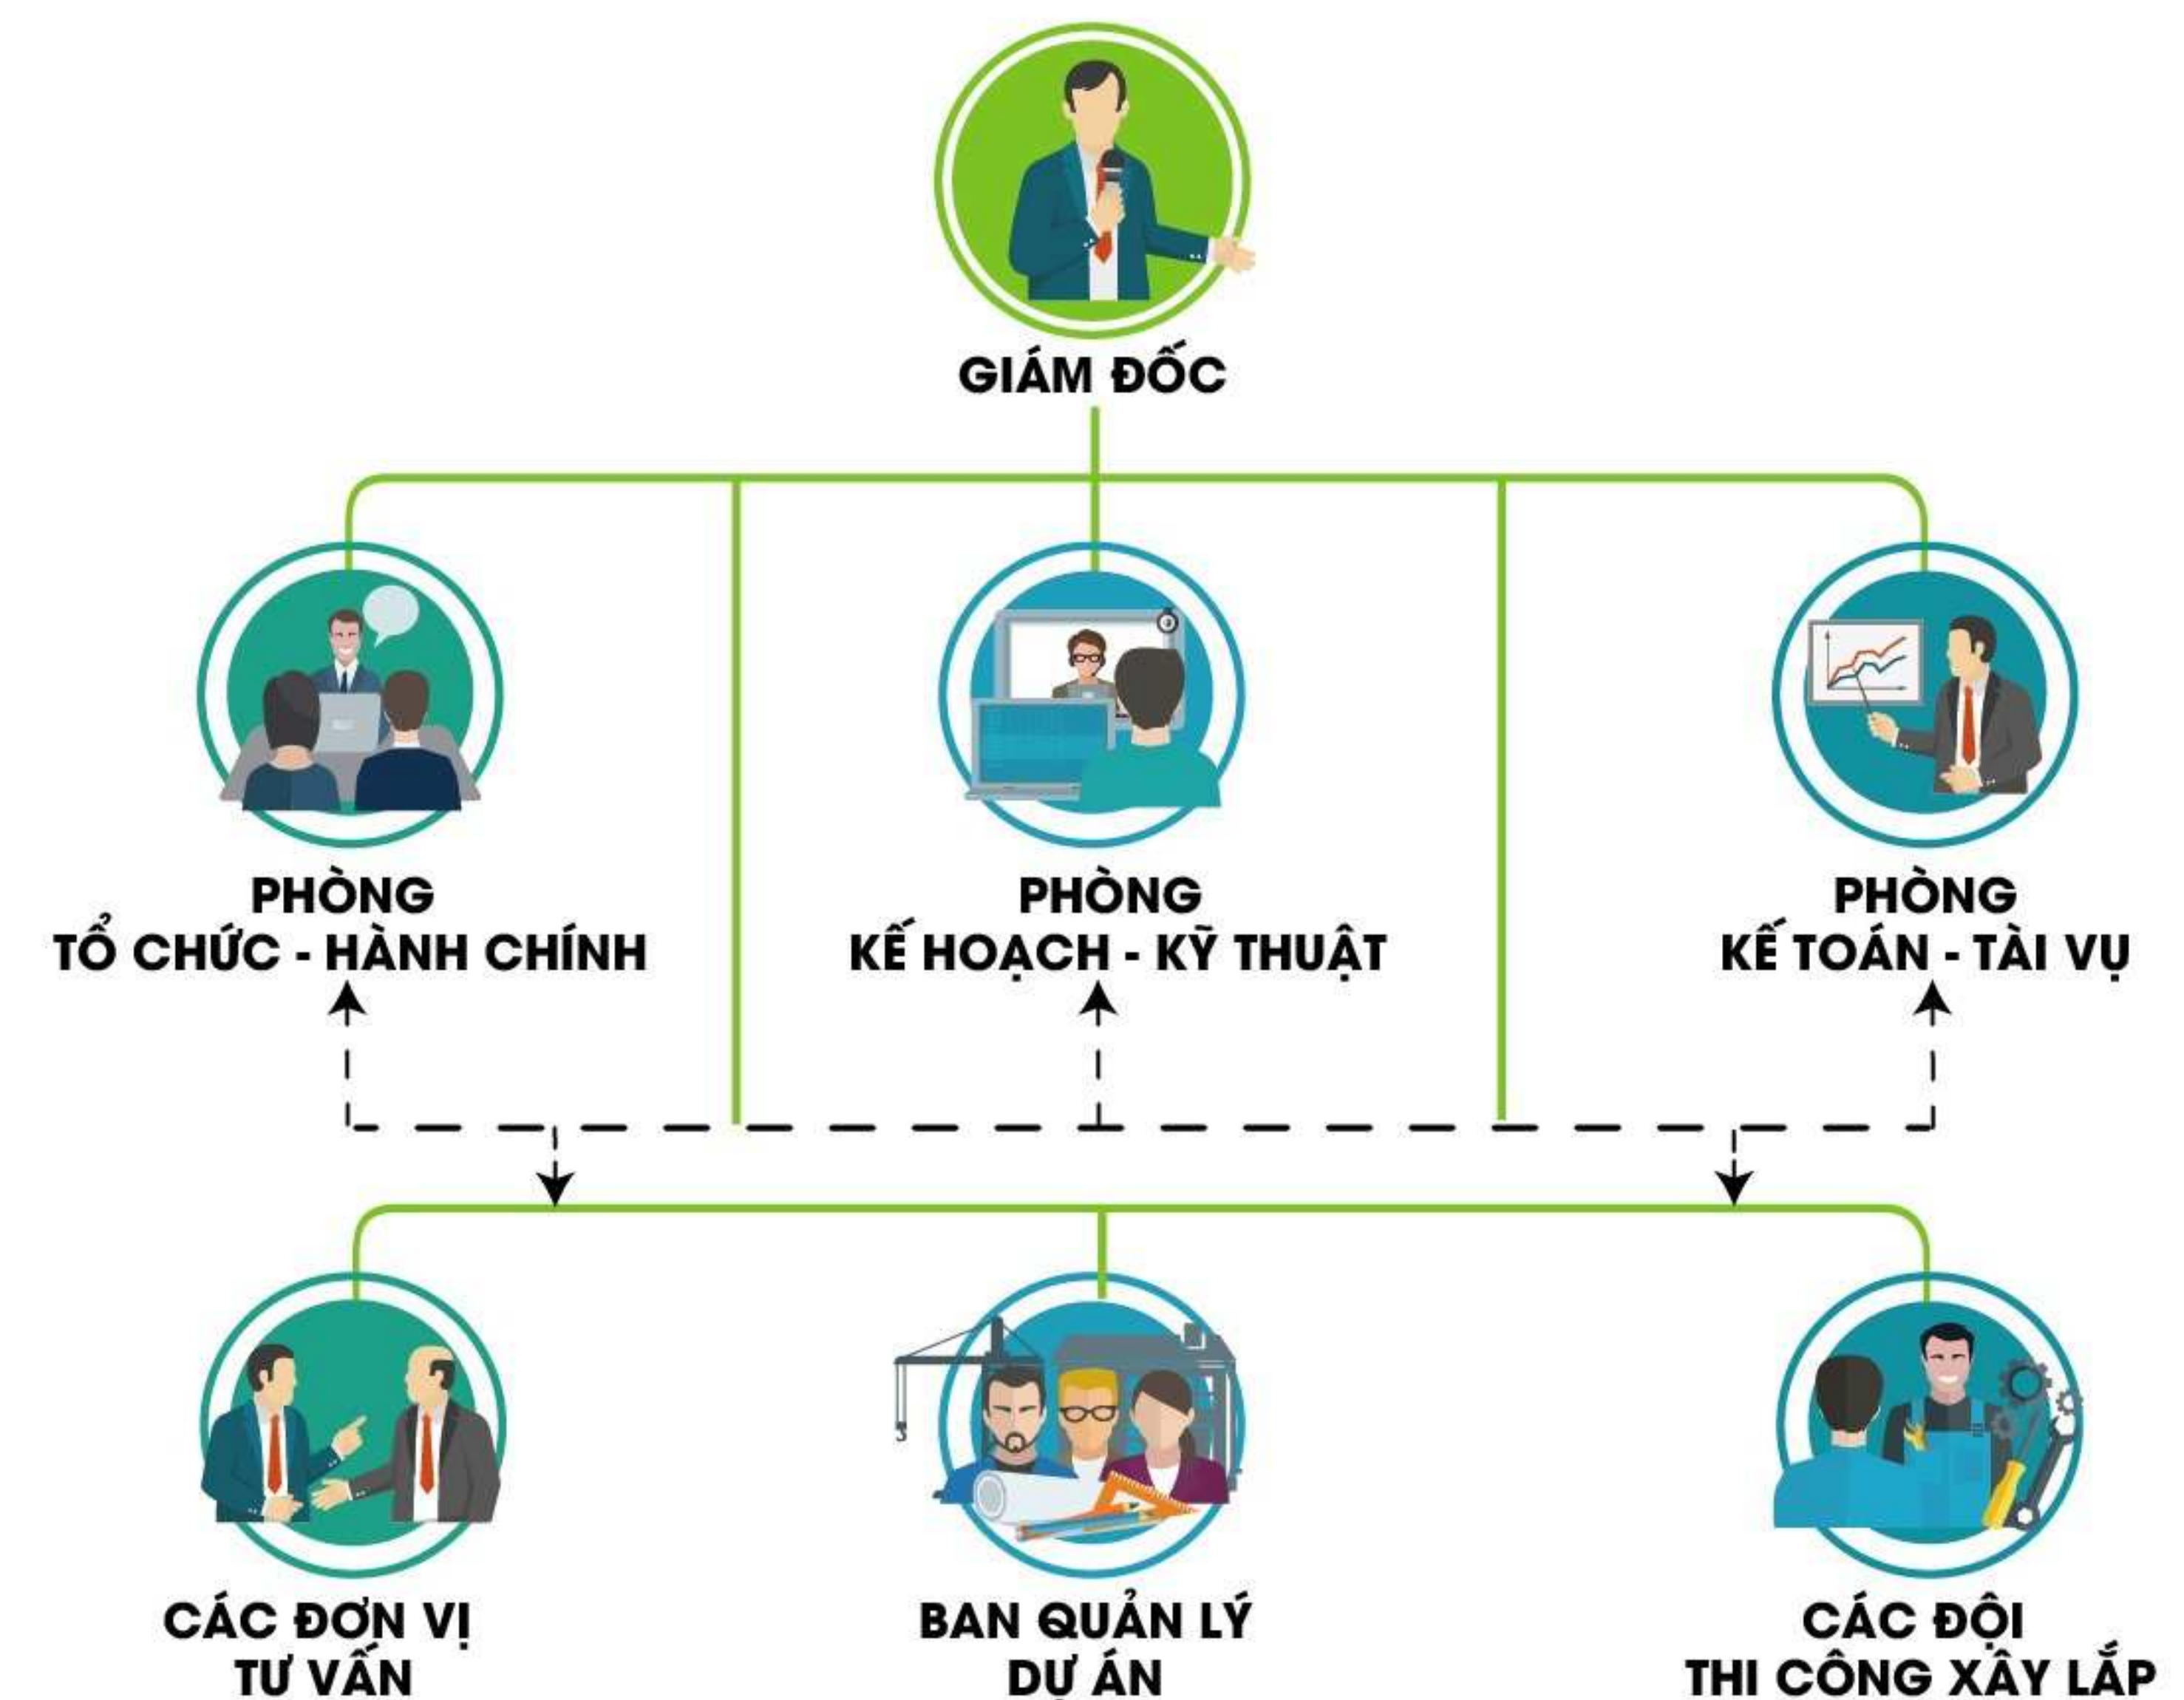 GIÁM ĐỐC
PHÒNG
TỔ CHỨC - HÀNH CHÍNH
PHÒNG
KẾ HOẠCH - KỸ THUẬT
PHÒNG
KẾ TOÁN - TÀI VỤ
CÁC ĐƠN VỊ
TƯ VẤN
BAN QUẢN LÝ
DỰ ÁN
CÁC ĐỘI
THI CÔNG XÂY LẮP